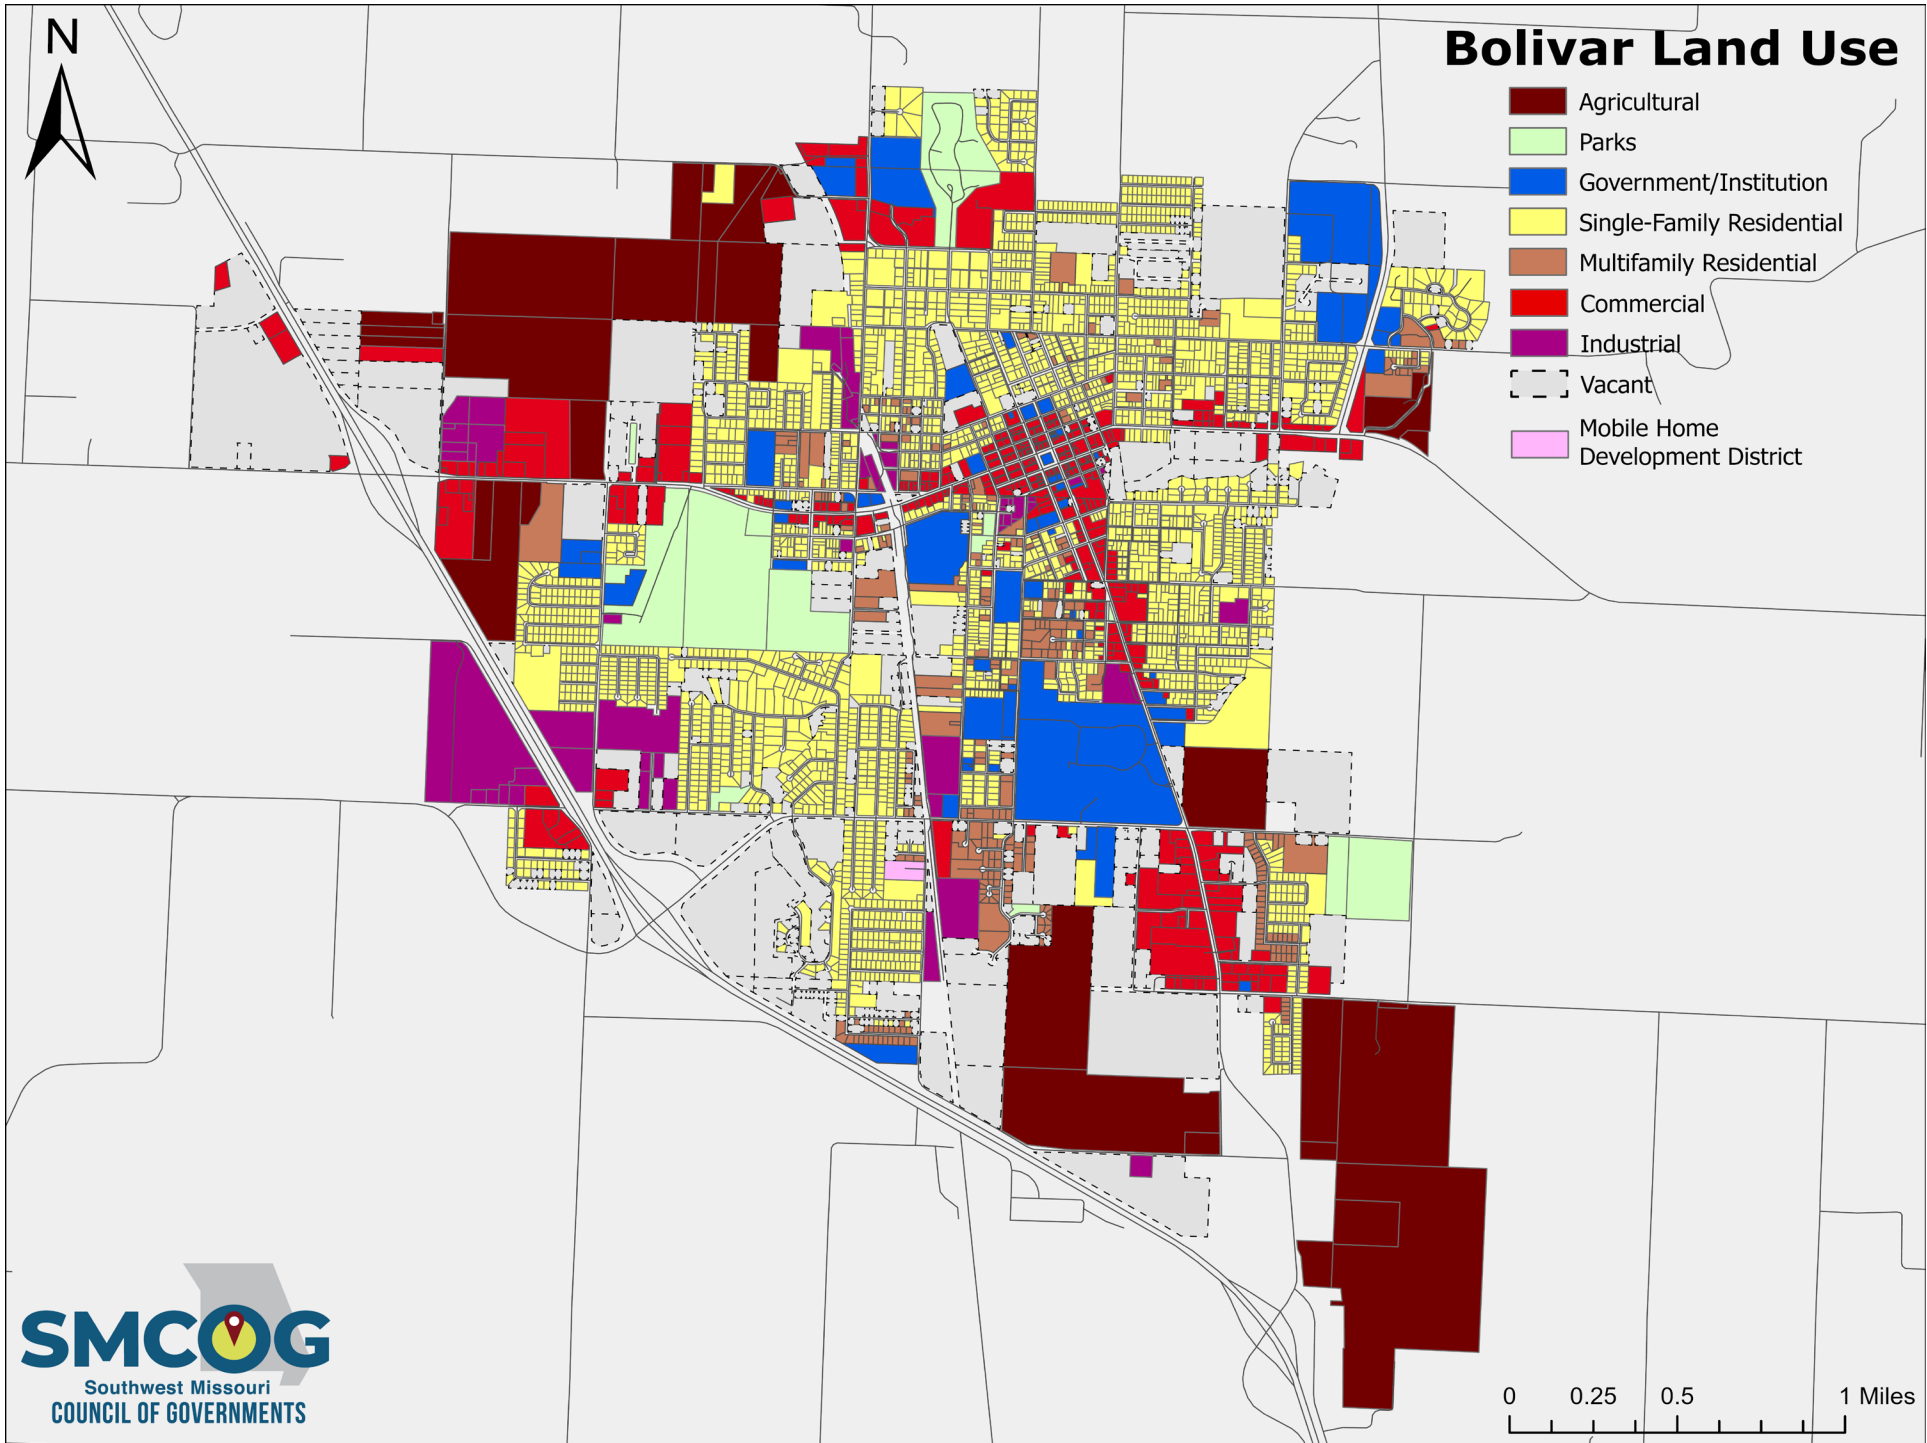 N
Bolivar Land Use
Agricultural
Parks
Government/Institution
Single-Family Residential
Multifamily Residential
Commercial
Industrial
Vacant
Mobile Home
Development District
SMCOG
Southwest Missouri
COUNCIL OF GOVERNMENTS
0 0.25 0.5 1 Miles